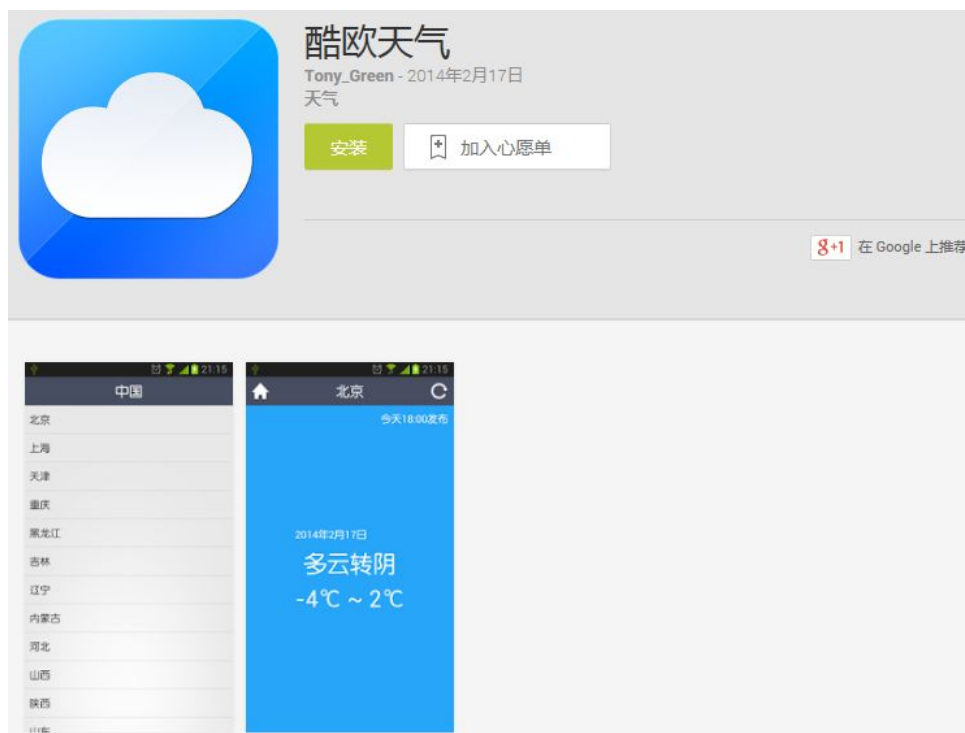 酷欧天气
Tony_Green - 2014年2月17日
天气
安装
加入心愿单
g+1 在 Google 上推荐
21:15
中国
北京
上海
天津
重庆
黑龙江
吉林
辽宁
内蒙古
河北
山西
陕西
山东
21:15
北京
今天18:00发布
2014年2月17日
多云转阴
-4℃ ~ 2℃